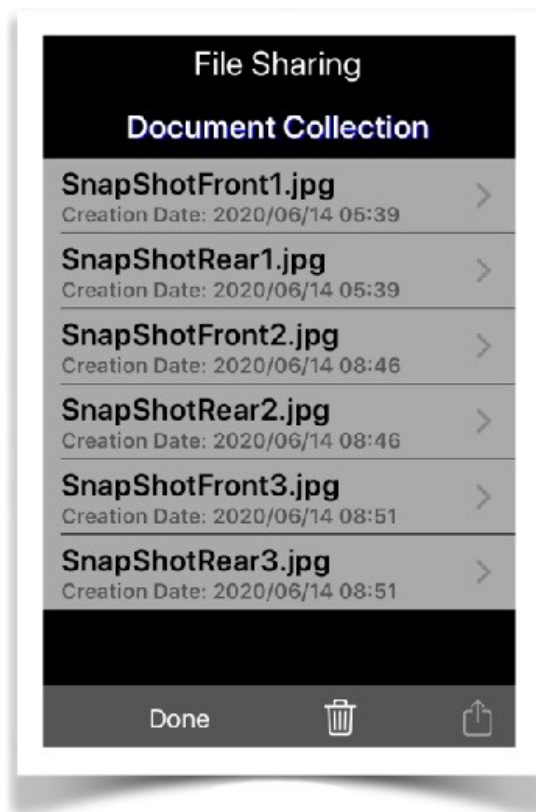 File Sharing
Document Collection
SnapShotFront1.jpg
Creation Date: 2020/06/14 05:39
SnapShotRear1.jpg
Creation Date: 2020/06/14 05:39
SnapShotFront2.jpg
Creation Date: 2020/06/14 08:46
SnapShotRear2.jpg
Creation Date: 2020/06/14 08:46
SnapShotFront3.jpg
Creation Date: 2020/06/14 08:51
SnapShotRear3.jpg
Creation Date: 2020/06/14 08:51
Done